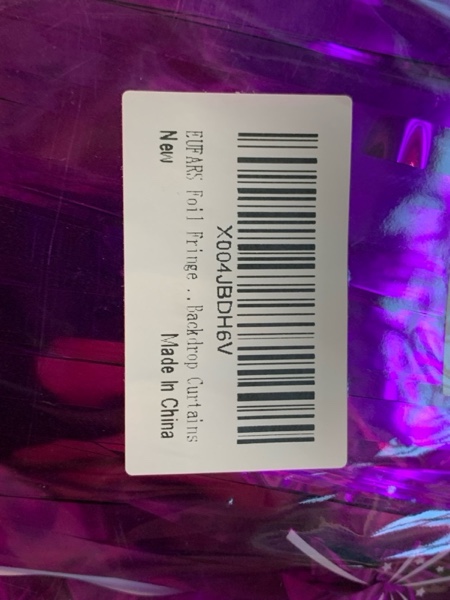 X004JBDH6V
EUFARS Foil Fringe ..Backdrop Curtains
New Made In China